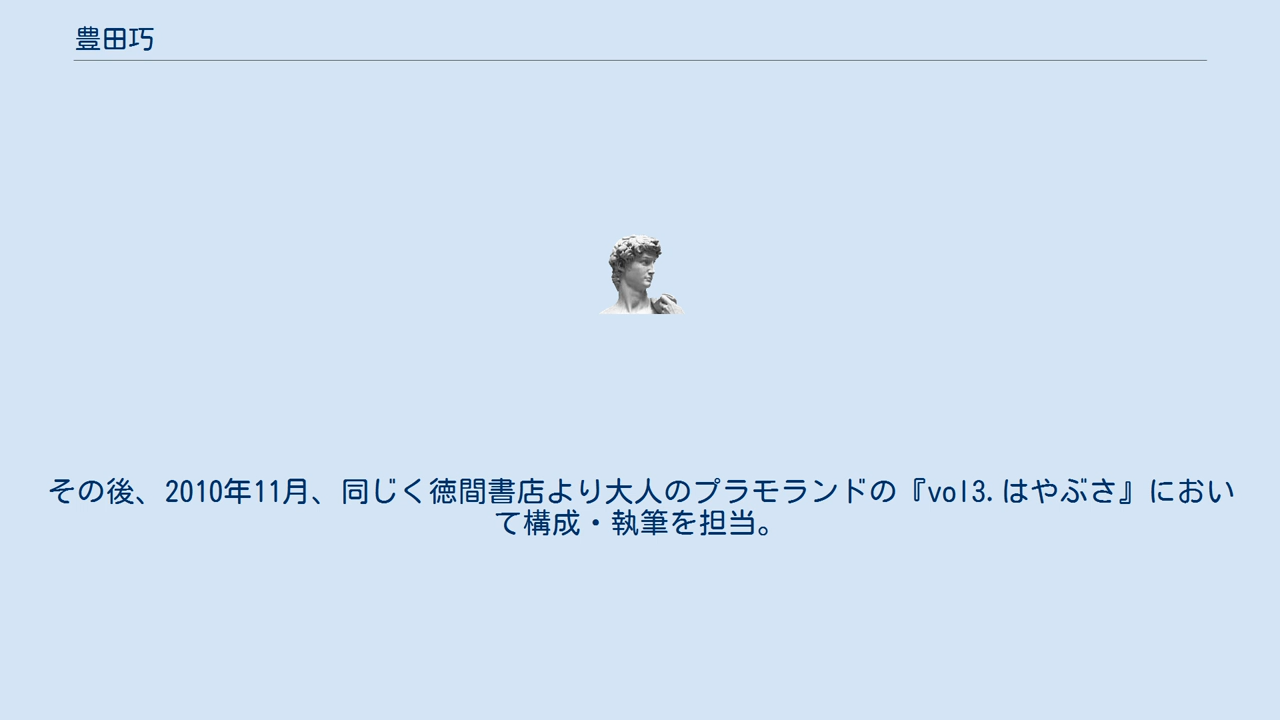 豊田巧
その後、2010年11月、同じく徳間書店より大人のプラモランドの『vol3.はやぶさ』におい
て構成・執筆を担当。